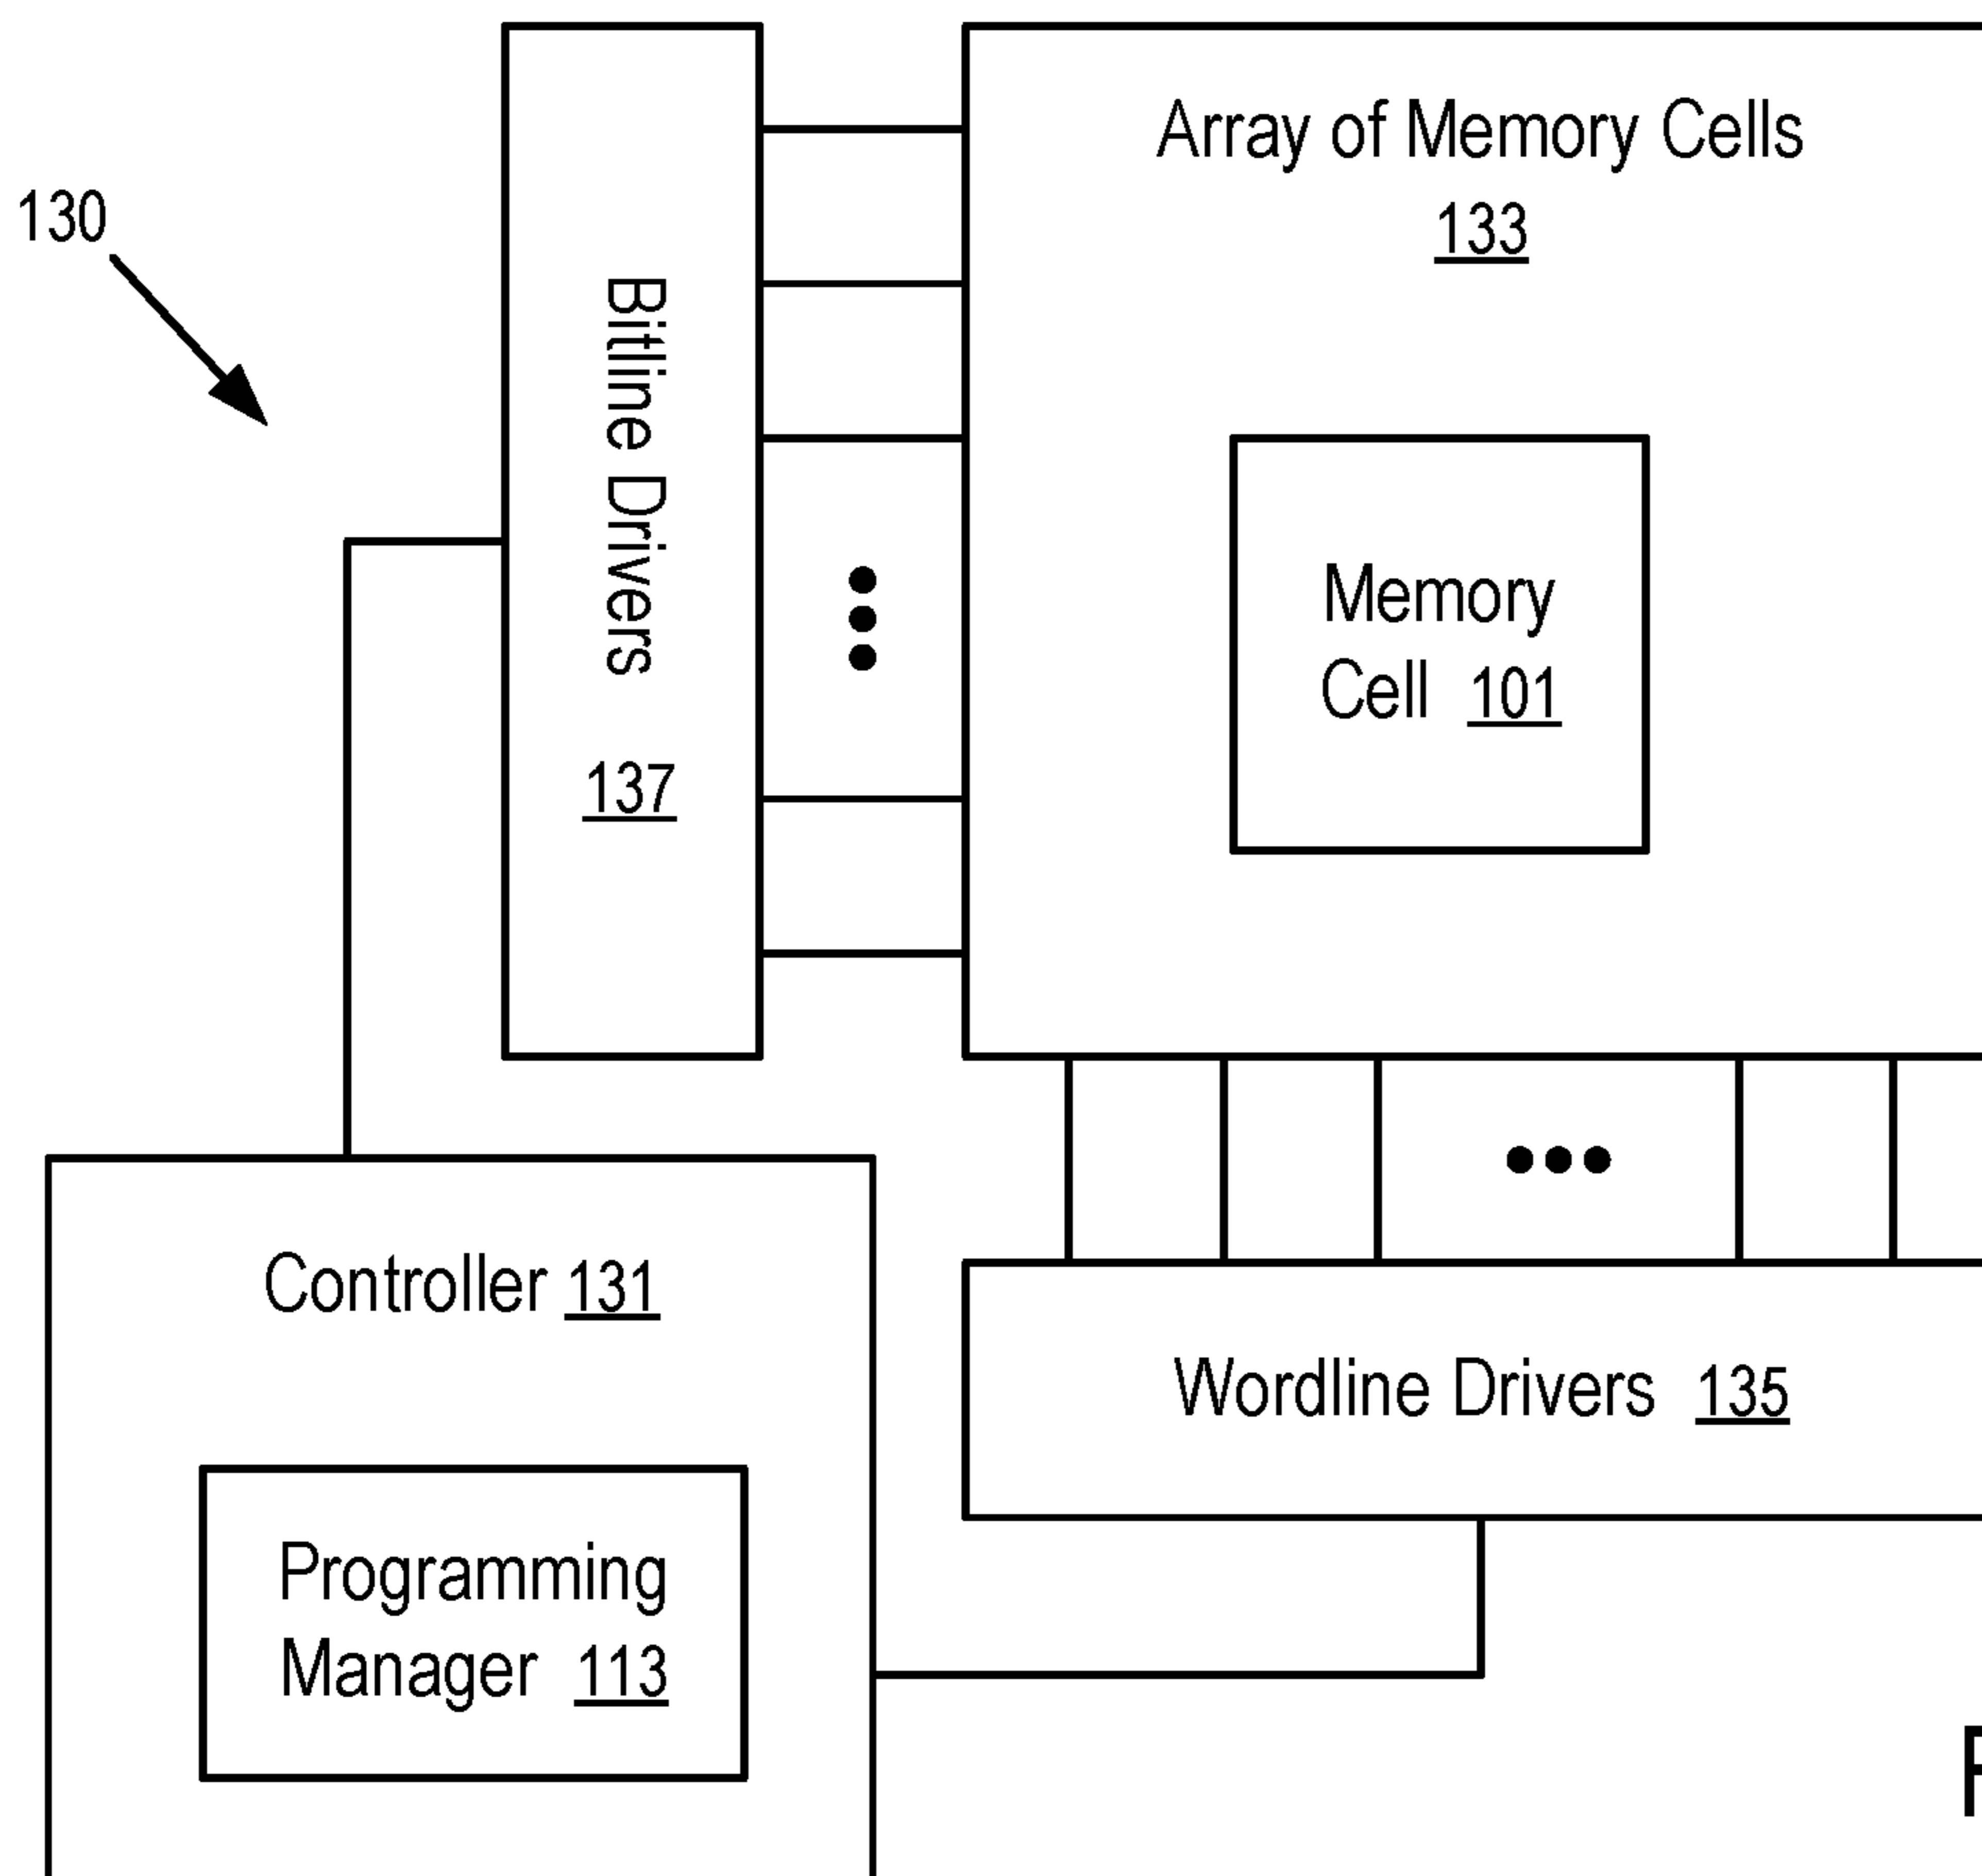 130
Bitline Drivers
137
Array of Memory Cells
133
Memory
Cell 101
Controller 131
Programming
Manager 113
Wordline Drivers 135